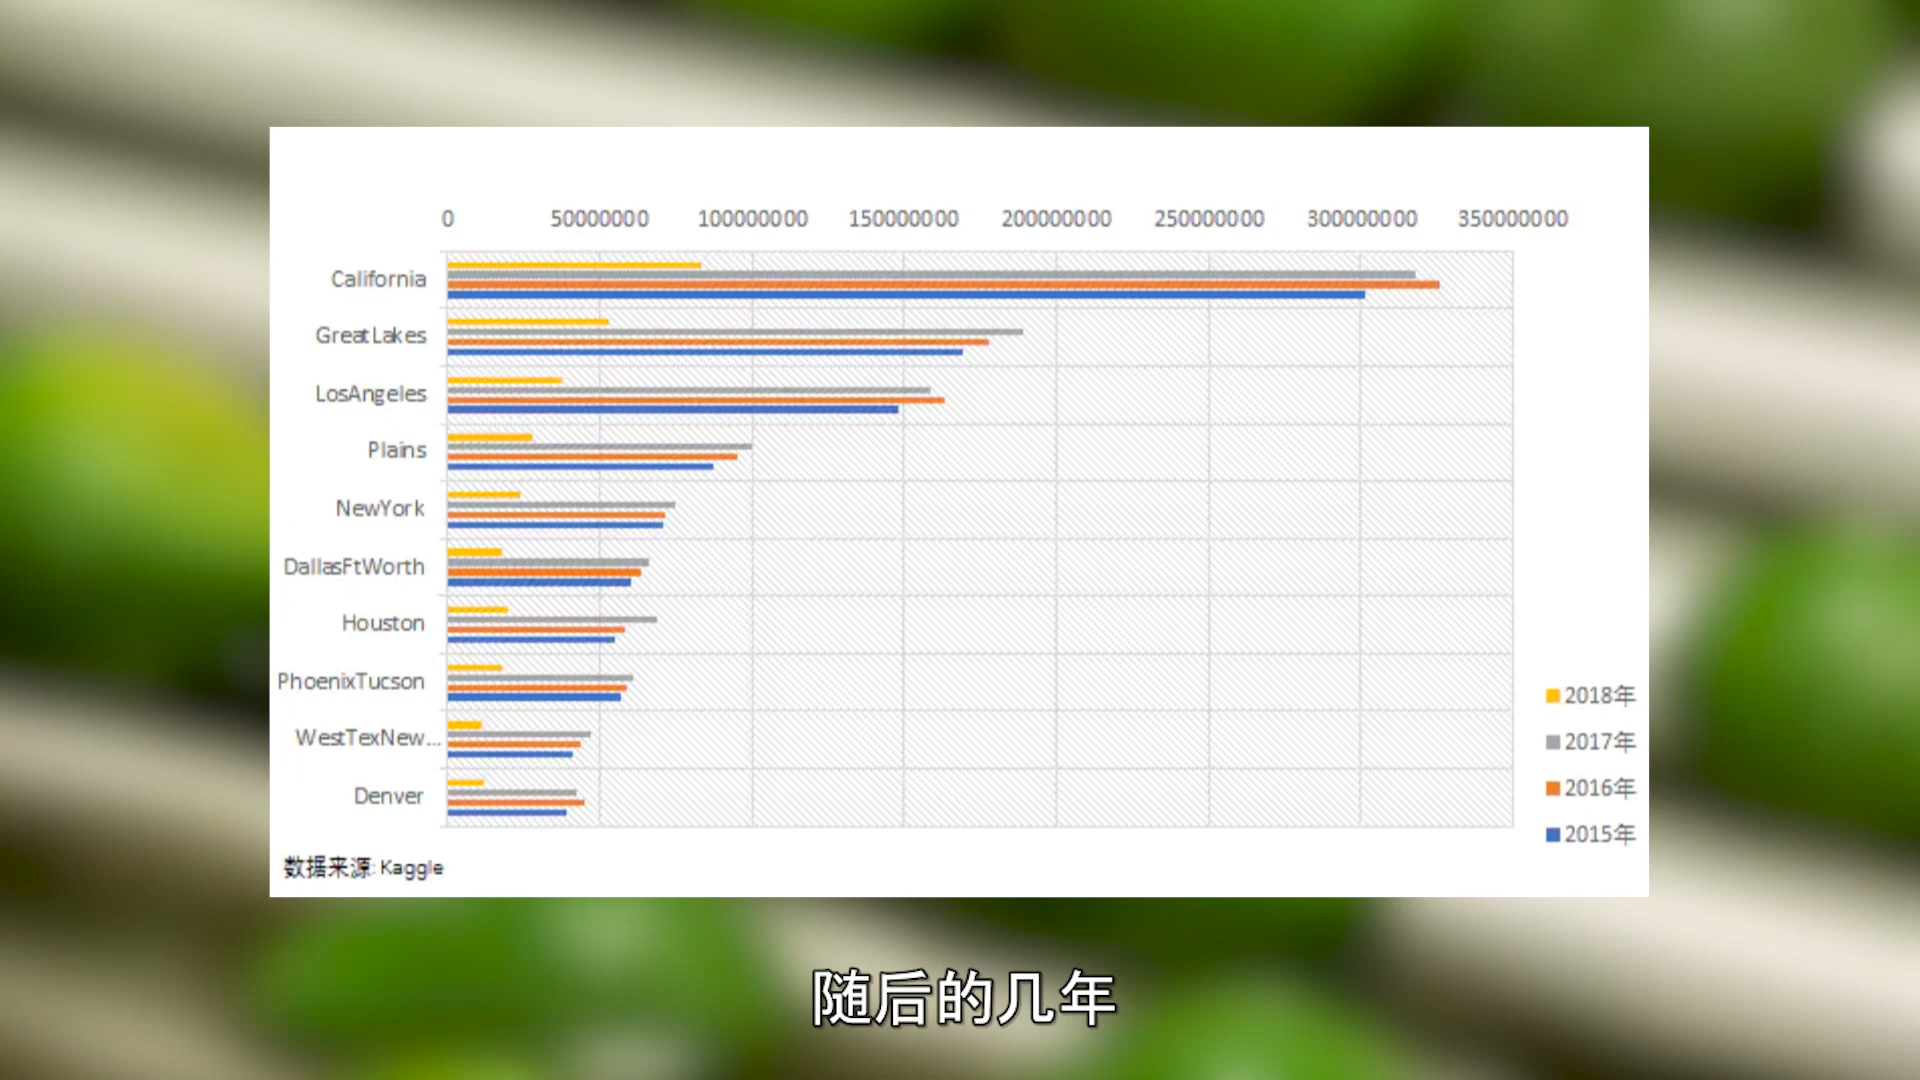 0 50000000 100000000 150000000 200000000 250000000 300000000 350000000
California
GreatLakes
LosAngeles
Plains
NewYork
DallasFtWorth
Houston
PhoenixTucson
WestTexNew...
Denver
2018年
2017年
2016年
2015年
数据来源: Kaggle
随后的几年